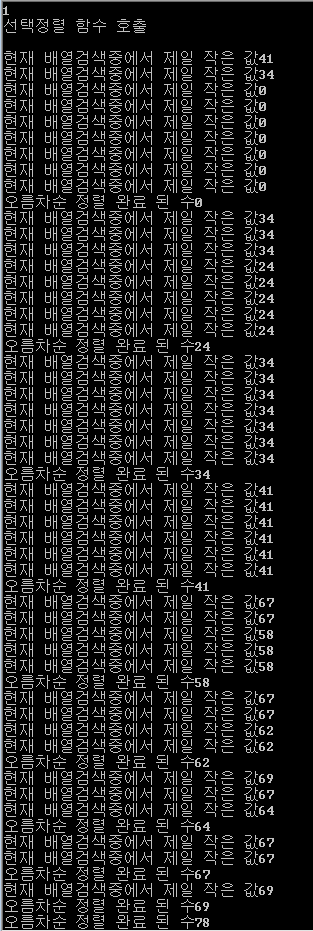 1
선택정렬 함수 호출
현재 배열검색중에서 제일 작은 값41
현재 배열검색중에서 제일 작은 값34
현재 배열검색중에서 제일 작은 값0
현재 배열검색중에서 제일 작은 값0
현재 배열검색중에서 제일 작은 값0
현재 배열검색중에서 제일 작은 값0
현재 배열검색중에서 제일 작은 값0
현재 배열검색중에서 제일 작은 값0
현재 배열검색중에서 제일 작은 값0
오름차순 정렬 완료 된 수0
현재 배열검색중에서 제일 작은 값34
현재 배열검색중에서 제일 작은 값34
현재 배열검색중에서 제일 작은 값34
현재 배열검색중에서 제일 작은 값24
현재 배열검색중에서 제일 작은 값24
현재 배열검색중에서 제일 작은 값24
현재 배열검색중에서 제일 작은 값24
현재 배열검색중에서 제일 작은 값24
오름차순 정렬 완료 된 수24
현재 배열검색중에서 제일 작은 값34
현재 배열검색중에서 제일 작은 값34
현재 배열검색중에서 제일 작은 값34
현재 배열검색중에서 제일 작은 값34
현재 배열검색중에서 제일 작은 값34
현재 배열검색중에서 제일 작은 값34
현재 배열검색중에서 제일 작은 값34
오름차순 정렬 완료 된 수34
현재 배열검색중에서 제일 작은 값41
현재 배열검색중에서 제일 작은 값41
현재 배열검색중에서 제일 작은 값41
현재 배열검색중에서 제일 작은 값41
현재 배열검색중에서 제일 작은 값41
현재 배열검색중에서 제일 작은 값41
오름차순 정렬 완료 된 수41
현재 배열검색중에서 제일 작은 값67
현재 배열검색중에서 제일 작은 값67
현재 배열검색중에서 제일 작은 값58
현재 배열검색중에서 제일 작은 값58
현재 배열검색중에서 제일 작은 값58
오름차순 정렬 완료 된 수58
현재 배열검색중에서 제일 작은 값67
현재 배열검색중에서 제일 작은 값67
현재 배열검색중에서 제일 작은 값62
현재 배열검색중에서 제일 작은 값62
오름차순 정렬 완료 된 수62
현재 배열검색중에서 제일 작은 값69
현재 배열검색중에서 제일 작은 값67
현재 배열검색중에서 제일 작은 값64
오름차순 정렬 완료 된 수64
현재 배열검색중에서 제일 작은 값67
현재 배열검색중에서 제일 작은 값67
오름차순 정렬 완료 된 수67
현재 배열검색중에서 제일 작은 값69
오름차순 정렬 완료 된 수69
오름차순 정렬 완료 된 수78